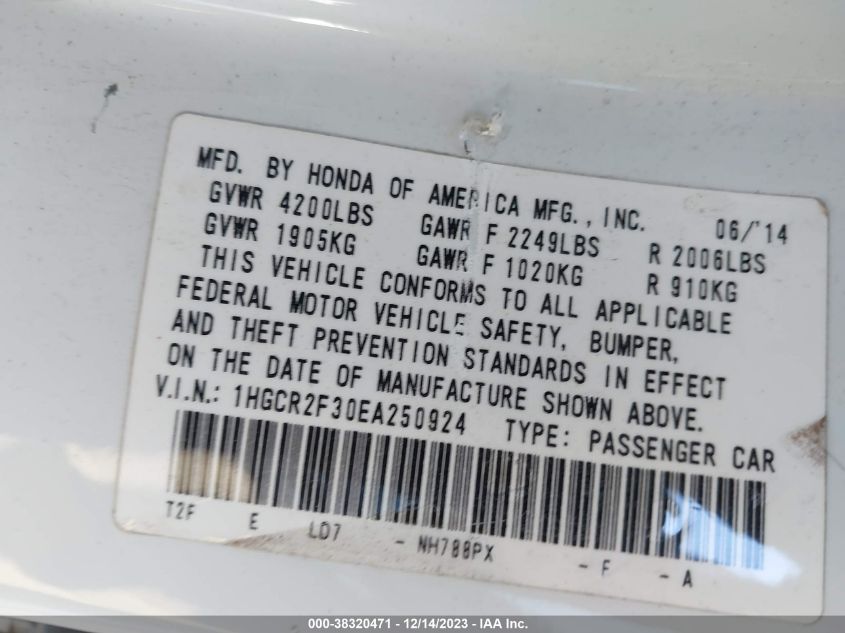 MFD. BY HONDA OF AMERICA MFG., INC. 06/'14
GVWR 4200LBS GAWR F 2249LBS R 2006LBS
GVWR 1905KG GAWR F 1020KG R 910KG
THIS VEHICLE CONFORMS TO ALL APPLICABLE
FEDERAL MOTOR VEHICLE SAFETY, BUMPER,
AND THEFT PREVENTION STANDARDS IN EFFECT
ON THE DATE OF MANUFACTURE SHOWN ABOVE.
V.I.N.: 1HGCR2F30EA250924 TYPE: PASSENGER CAR
T2F E LD7 - NH788PX - F - A
000-38320471 - 12/14/2023 - IAA Inc.